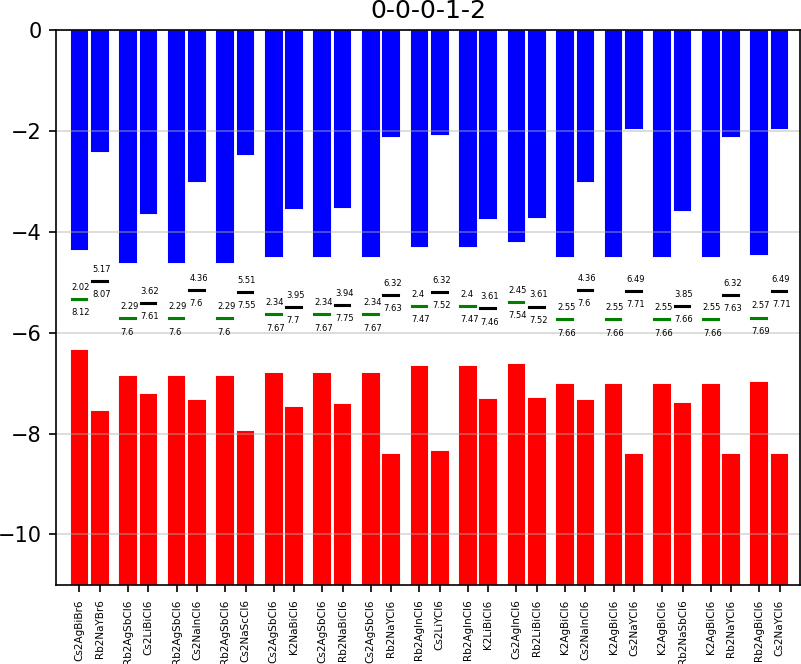 0-0-0-1-2
0
−2
−4
−6
−8
−10
2.02
8.12
5.17
8.07
2.29
7.6
3.62
7.61
2.29
7.6
4.36
7.6
2.29
7.6
5.51
7.55
2.34
7.67
3.95
7.7
2.34
7.67
3.94
7.75
2.34
7.67
6.32
7.63
2.4
7.47
6.32
7.52
2.4
7.47
3.61
7.46
2.45
7.54
3.61
7.52
2.55
7.66
4.36
7.6
2.55
7.66
6.49
7.71
2.55
7.66
3.85
7.66
2.55
7.66
6.32
7.63
2.57
7.69
6.49
7.71
Cs2AgBiBr6
Rb2NaYBr6
Rb2AgSbCl6
Cs2LiBiCl6
Rb2AgSbCl6
Cs2NaInCl6
Rb2AgSbCl6
Cs2NaScCl6
Cs2AgSbCl6
K2NaBiCl6
Cs2AgSbCl6
Rb2NaBiCl6
Cs2AgSbCl6
Rb2NaYCl6
Rb2AgInCl6
Cs2LiYCl6
Rb2AgInCl6
K2LiBiCl6
Cs2AgInCl6
Rb2LiBiCl6
K2AgBiCl6
Cs2NaInCl6
K2AgBiCl6
Cs2NaYCl6
K2AgBiCl6
Rb2NaSbCl6
K2AgBiCl6
Rb2NaYCl6
Rb2AgBiCl6
Cs2NaYCl6